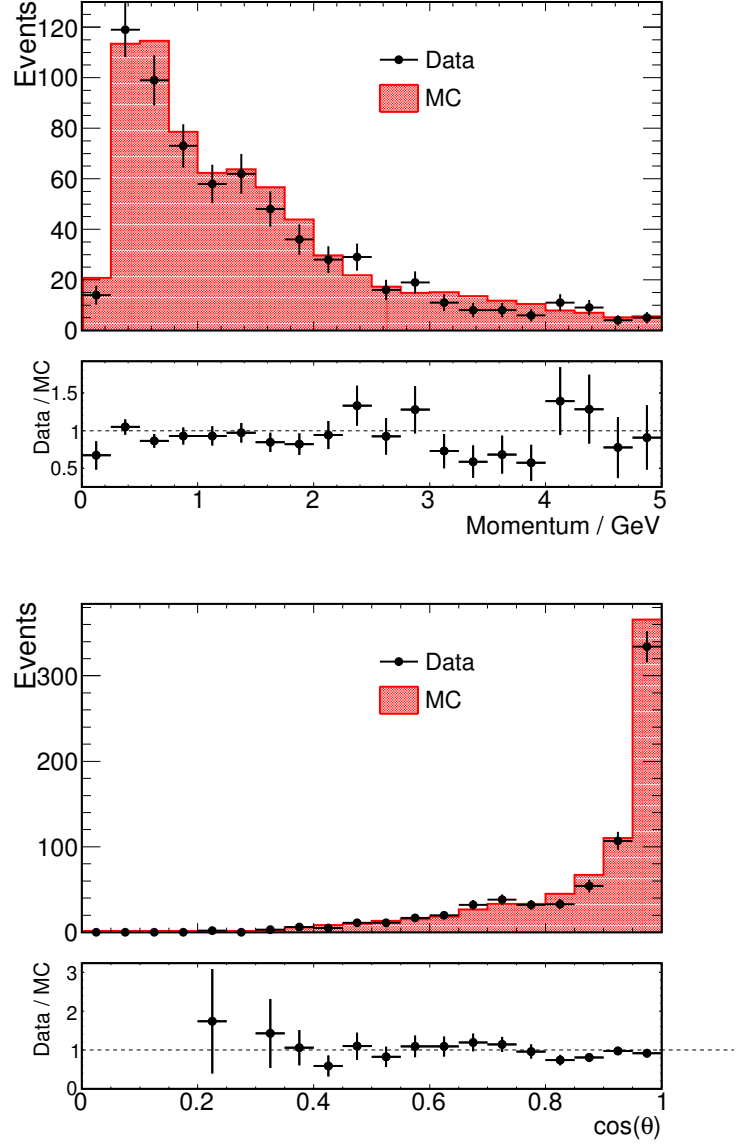 Events
120
100
80
60
40
20
0
Data
MC
Data / MC
1.5
1
0.5
0 1 2 3 4 5
Momentum / GeV
Events
300
200
100
0
Data
MC
Data / MC
3
2
1
0
0 0.2 0.4 0.6 0.8 1
cos(θ)